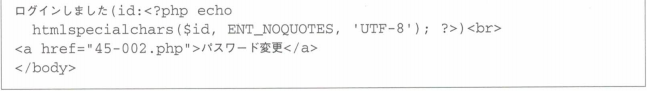 ログインしました(id:<?php echo
htmlspecialchars($id, ENT_NOQUOTES, 'UTF-8'); ?>)<br>
<a href="45-002.php">パスワード変更</a>
</body>